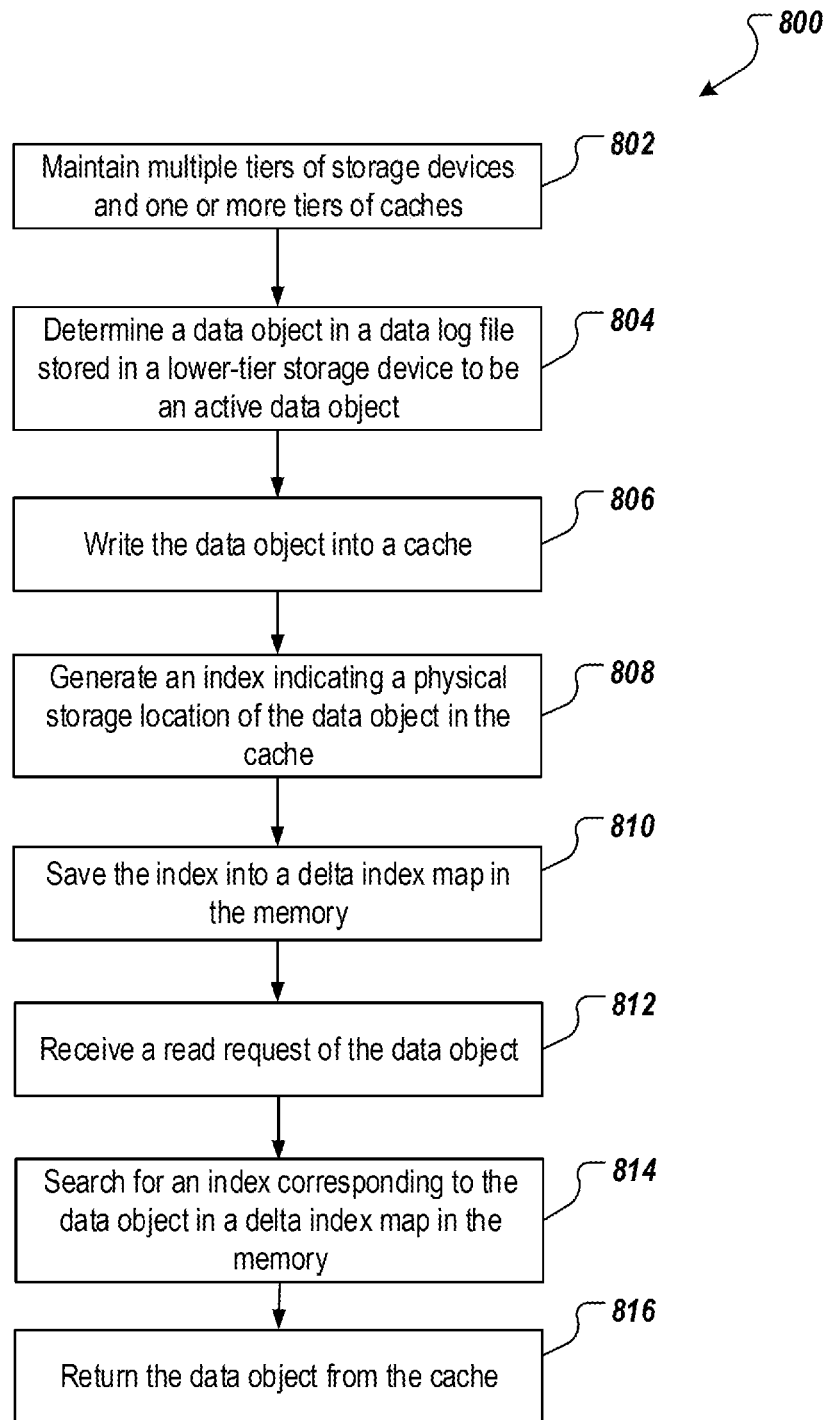 800
802
Maintain multiple tiers of storage devices
and one or more tiers of caches
804
Determine a data object in a data log file
stored in a lower-tier storage device to be
an active data object
806
Write the data object into a cache
808
Generate an index indicating a physical
storage location of the data object in the
cache
810
Save the index into a delta index map in
the memory
812
Receive a read request of the data object
814
Search for an index corresponding to the
data object in a delta index map in the
memory
816
Return the data object from the cache